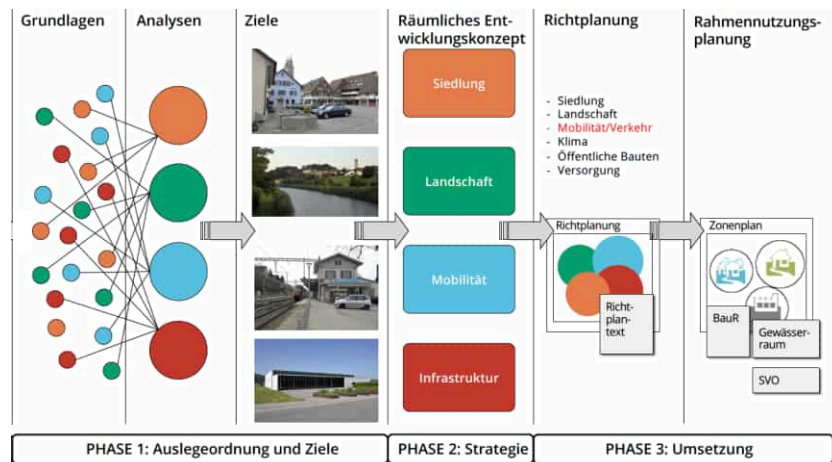 Grundlagen
Analysen
Ziele
Räumliches Ent-
wicklungskonzept
Richtplanung
Rahmennutzungs-
planung
Siedlung
Landschaft
Mobilität
Infrastruktur
- Siedlung
- Landschaft
- Mobilität/Verkehr
- Klima
- Öffentliche Bauten
- Versorgung
Richtplanung
Richt-
plan-
text
Zonenplan
BauR
Gewässer-
raum
SVO
PHASE 1: Auslegeordnung und Ziele
PHASE 2: Strategie
PHASE 3: Umsetzung